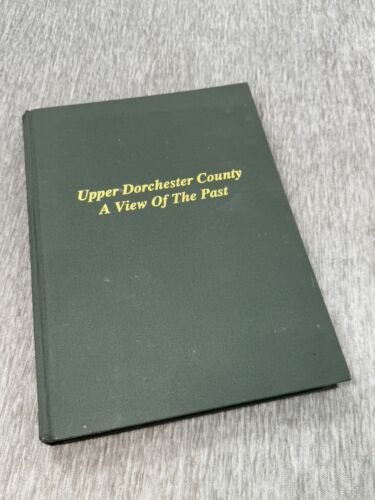 Upper Dorchester County
A View Of The Past